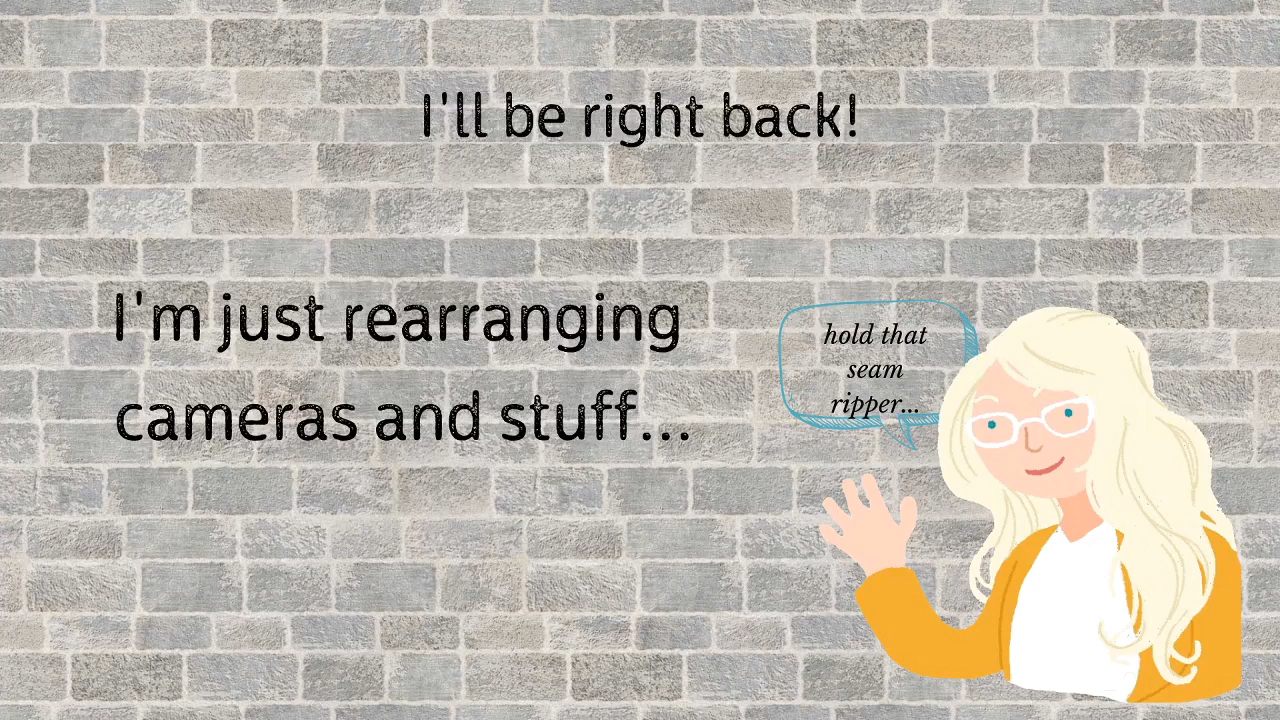 I'll be right back!
I'm just rearranging
cameras and stuff...
hold that
seam
ripper...